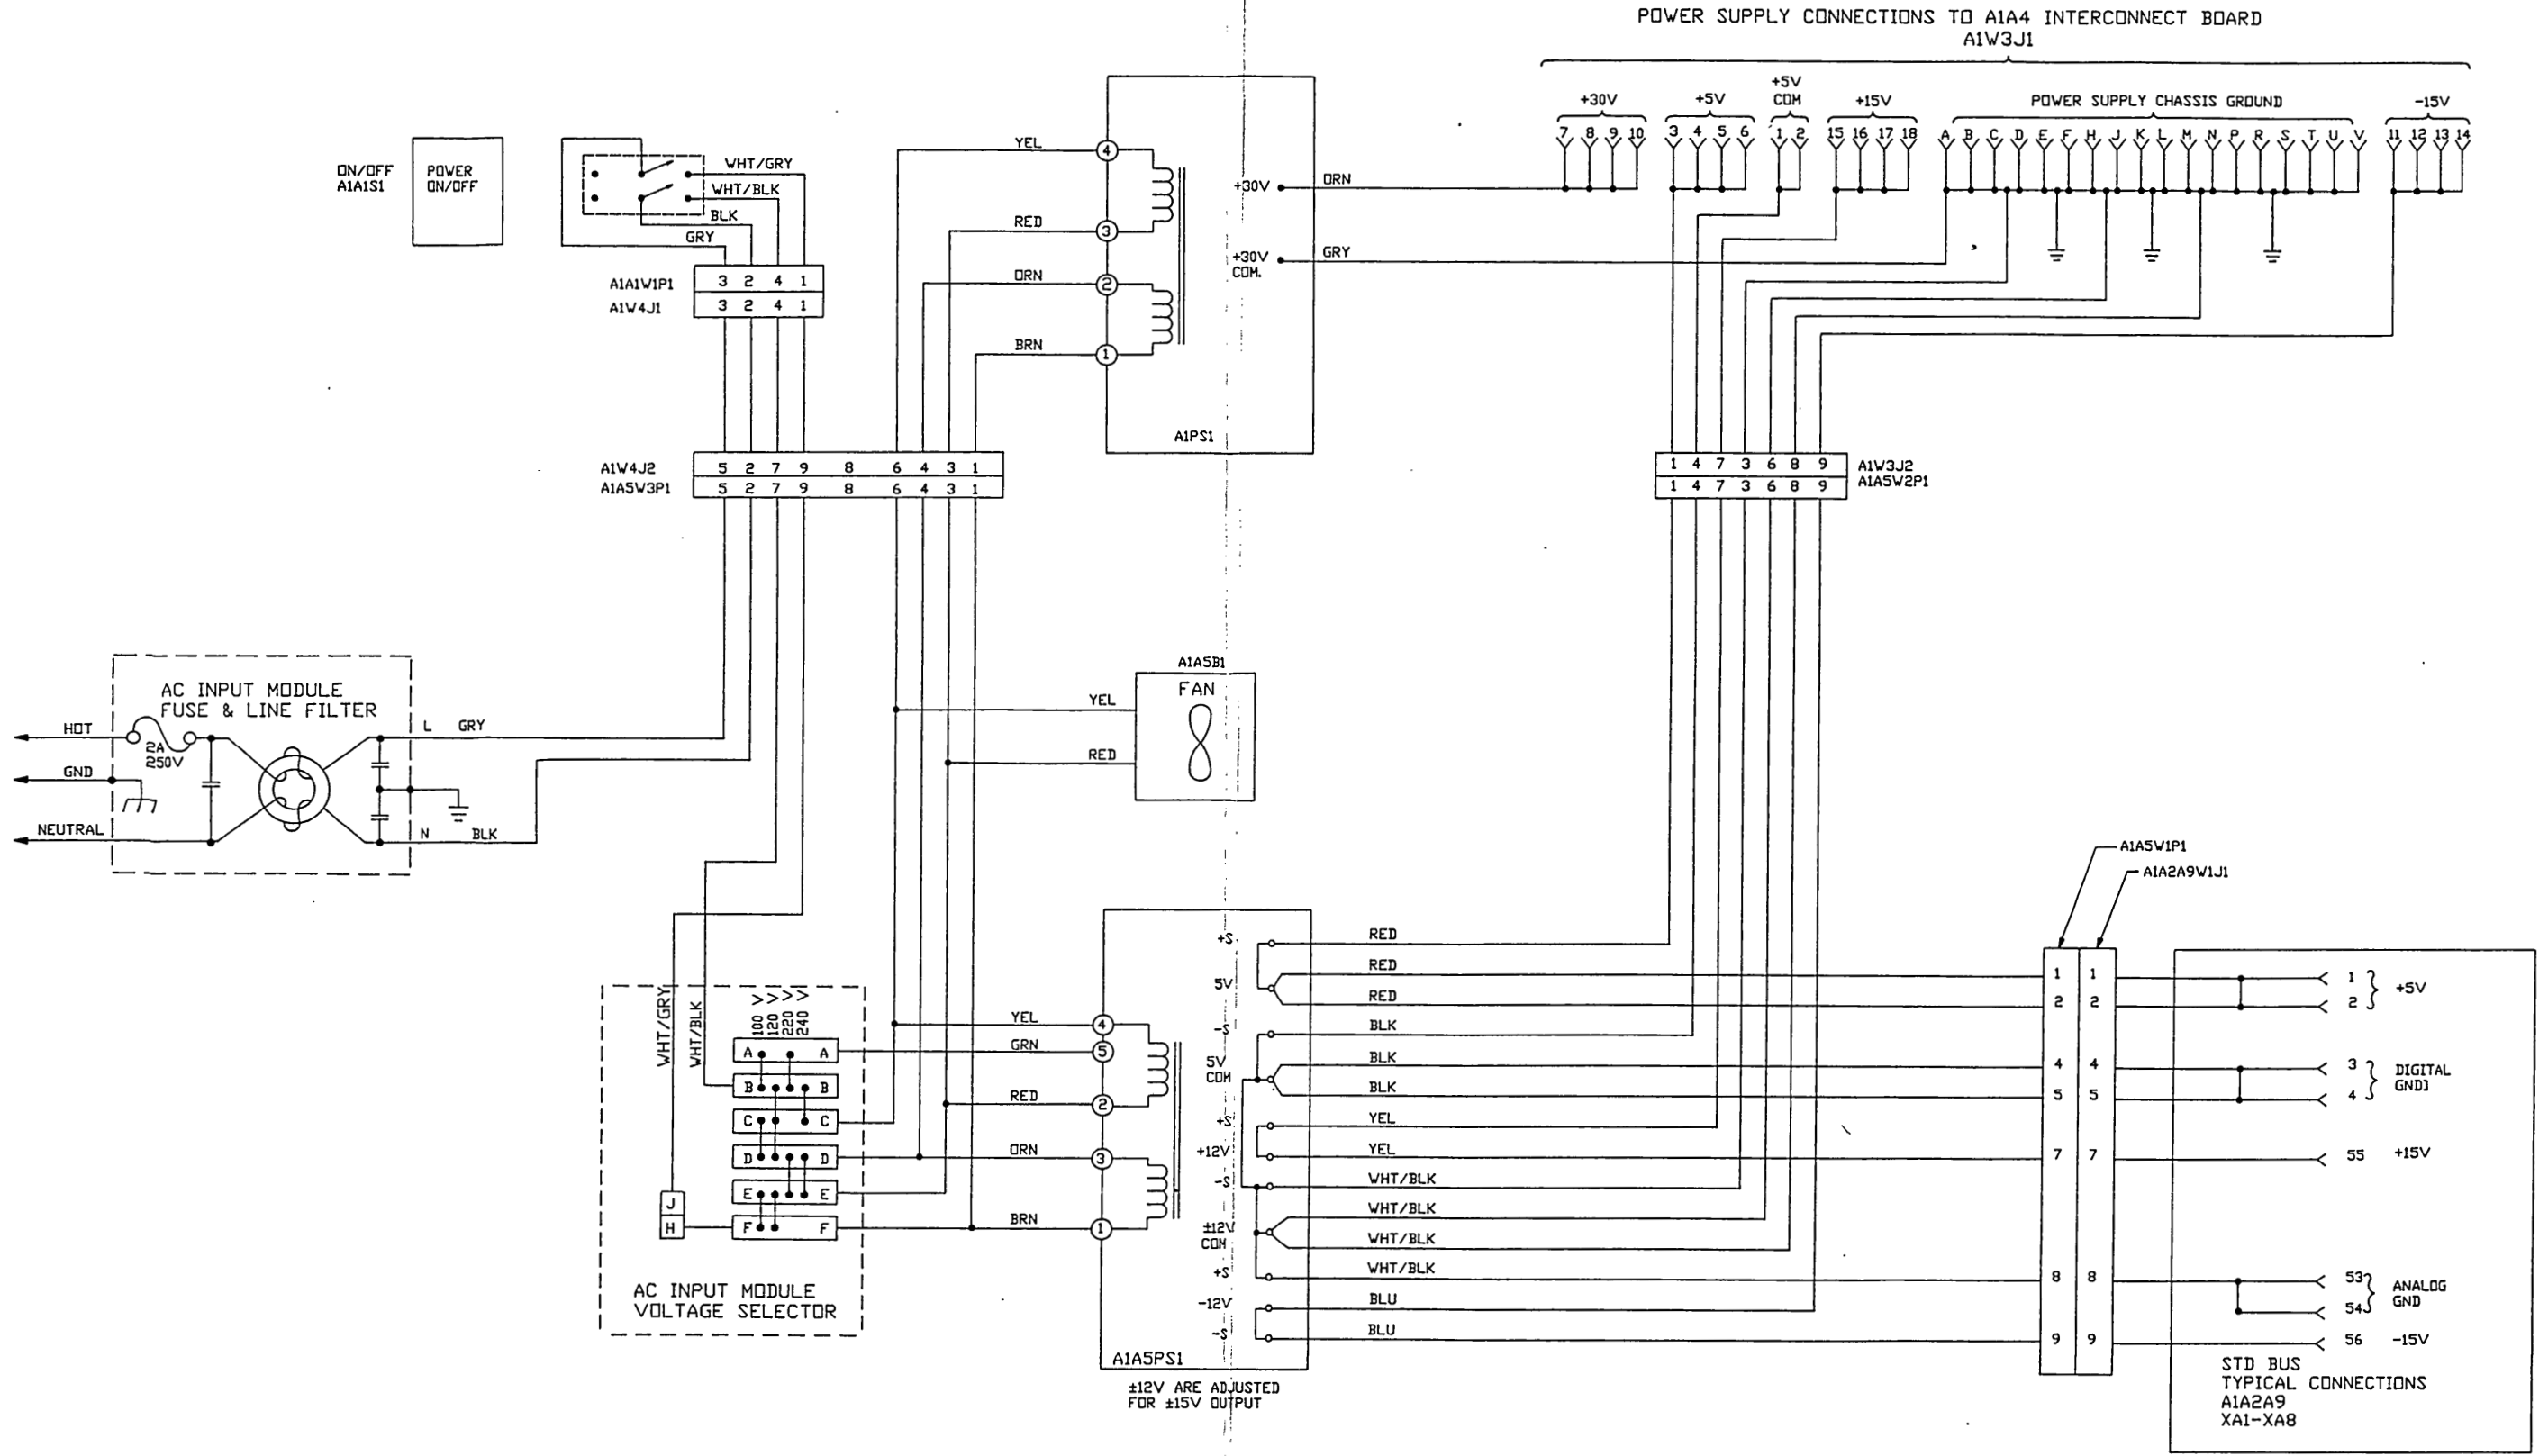 POWER SUPPLY CONNECTIONS TO A1A4 INTERCONNECT BOARD
A1W3J1
+30V
+5V
+5V
COM
+15V
POWER SUPPLY CHASSIS GROUND
-15V
7 8 9 10 3 4 5 6 1 2 15 16 17 18 A B C D E F H J K L M N P R S T U V 11 12 13 14
ON/OFF
A1A1S1
POWER
ON/OFF
WHT/GRY
WHT/BLK
BLK
GRY
A1A1W1P1 3 2 4 1
A1W4J1 3 2 4 1
YEL 4
RED 3
ORN 2
BRN 1
+30V ORN
+30V
COM.
GRY
A1PS1
A1W4J2 5 2 7 9 8 6 4 3 1
A1A5W3P1 5 2 7 9 8 6 4 3 1
1 4 7 3 6 8 9 A1W3J2
1 4 7 3 6 8 9 A1A5W2P1
AC INPUT MODULE
FUSE & LINE FILTER
HOT
2A
250V
L GRY
GND
NEUTRAL
N BLK
A1A5B1
FAN
YEL
RED
A1A5W1P1
A1A2A9W1J1
WHT/GRY
WHT/BLK
100 V
120 V
220 V
240 V
A A
B B
C C
D D
E E
F F
J
H
AC INPUT MODULE
VOLTAGE SELECTOR
YEL 4
GRN 5
RED 2
ORN 3
BRN 1
+S RED
5V
RED
RED
-S BLK
5V
COM
BLK
BLK
+S YEL
+12V YEL
-S WHT/BLK
±12V
COM
WHT/BLK
WHT/BLK
+S WHT/BLK
-12V BLU
-S BLU
A1A5PS1
±12V ARE ADJUSTED
FOR ±15V OUTPUT
1 1 1
2 2 2
+5V
4 4 3
5 5 4
DIGITAL
GND]
7 7 55 +15V
8 8 53
54
ANALOG
GND
9 9 56 -15V
STD BUS
TYPICAL CONNECTIONS
A1A2A9
XA1-XA8